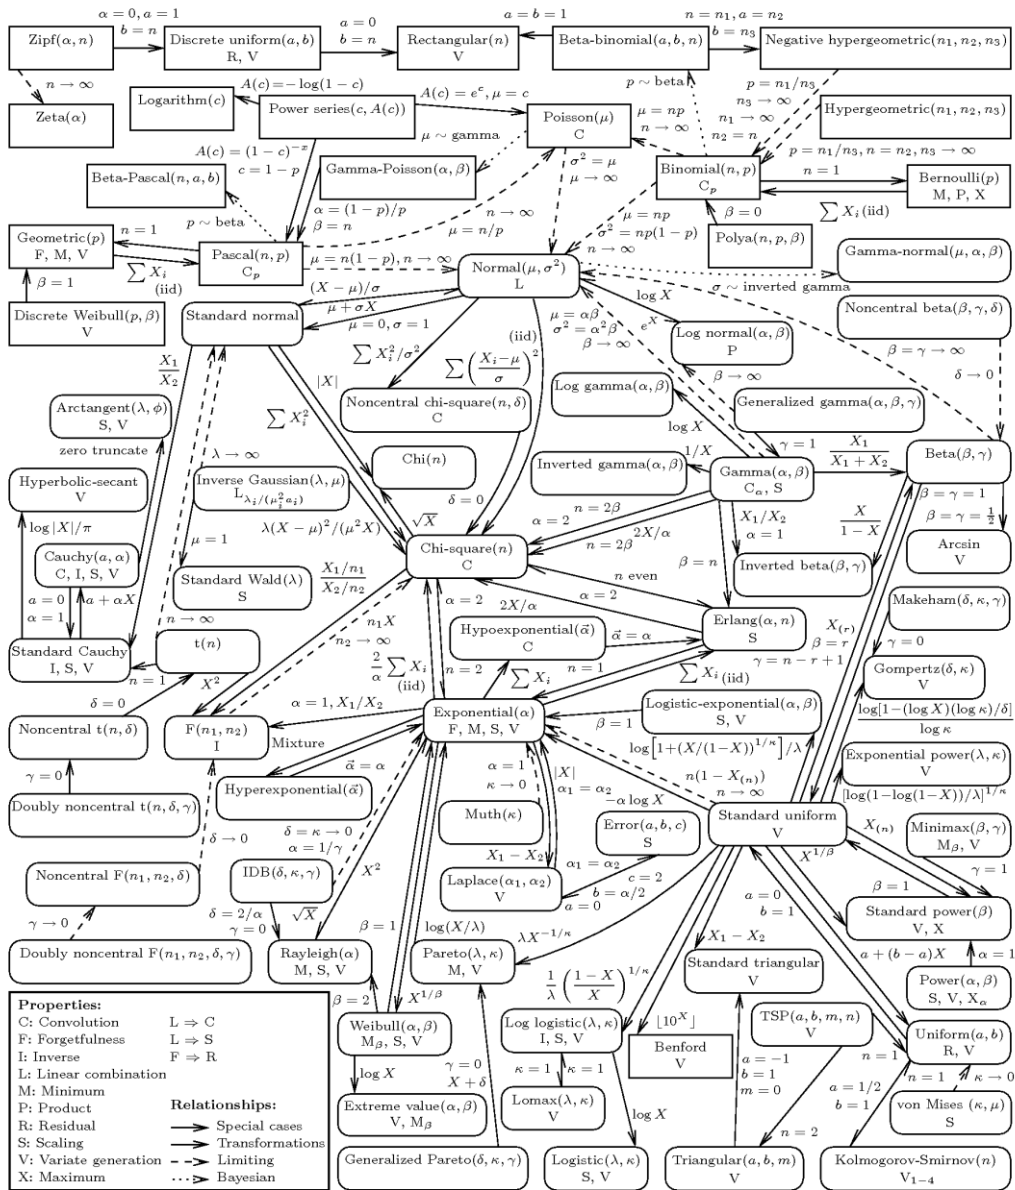 α = 0, a = 1
b = n
a = 0
b = n
a = b = 1
n = n₁, a = n₂
b = n₃
Zipf(α, n)
Discrete uniform(a, b)
R, V
Rectangular(n)
V
Beta-binomial(a, b, n)
Negative hypergeometric(n₁, n₂, n₃)
n → ∞
Zeta(α)
A(c) = −log(1 − c)
Logarithm(c)
Power series(c, A(c))
A(c) = eᶜ, μ = c
Poisson(μ)
C
μ = np
n → ∞
p ∼ beta
p = n₁/n₃
n₃ → ∞
n₁ → ∞
n₂ = n
Hypergeometric(n₁, n₂, n₃)
p = n₁/n₃, n = n₂, n₃ → ∞
A(c) = (1 − c)⁻ˣ
c = 1 − p
μ ∼ gamma
Beta-Pascal(n, a, b)
Gamma-Poisson(α, β)
σ² = μ
μ → ∞
Binomial(n, p)
Cₚ
n = 1
Bernoulli(p)
M, P, X
∑ Xᵢ (iid)
p ∼ beta
α = (1 − p)/p
β = n
n → ∞
μ = n/p
μ = np
σ² = np(1 − p)
n → ∞
β = 0
Polya(n, p, β)
Geometric(p)
F, M, V
n = 1
∑ Xᵢ
(iid)
Pascal(n, p)
Cₚ
μ = n(1 − p), n → ∞
Normal(μ, σ²)
L
Gamma-normal(μ, α, β)
σ ∼ inverted gamma
β = 1
Discrete Weibull(p, β)
V
Standard normal
(X − μ)/σ
μ + σX
μ = 0, σ = 1
∑ Xᵢ²/σ²
(iid)
∑ ((Xᵢ−μ)/σ)²
μ = αβ
σ² = α²β
β → ∞
log X
eˣ
Log normal(α, β)
P
β → ∞
Noncentral beta(β, γ, δ)
β = γ → ∞
δ → 0
X₁/X₂
|X|
∑ Xᵢ²
Arctangent(λ, ϕ)
S, V
zero truncate
Noncentral chi-square(n, δ)
C
Log gamma(α, β)
log X
Generalized gamma(α, β, γ)
γ = 1
X₁/(X₁ + X₂)
Beta(β, γ)
Hyperbolic-secant
V
λ → ∞
Inverse Gaussian(λ, μ)
L λᵢ/(μᵢ²aᵢ)
Chi(n)
δ = 0
Inverted gamma(α, β)
1/X
Gamma(α, β)
Cα, S
β = γ = 1
β = γ = 1/2
log |X|/π
λ(X − μ)²/(μ²X)
√X
n = 2β
α = 2
2X/α
n = 2β
X₁/X₂
α = 1
X/(1 − X)
Arcsin
V
Cauchy(a, α)
C, I, S, V
μ = 1
Standard Wald(λ)
S
X₁/n₁
X₂/n₂
Chi-square(n)
C
β = n
Inverted beta(β, γ)
a = 0
α = 1
a + αX
n → ∞
n₁X
n₂ → ∞
α = 2
2X/α
n even
α = 2
Makeham(δ, κ, γ)
γ = 0
Standard Cauchy
I, S, V
n = 1
t(n)
X²
2/α ∑ Xᵢ
(iid)
n = 2
Hypoexponential(α⃗)
C
α⃗ = α
n = 1
∑ Xᵢ
Erlang(α, n)
S
∑ Xᵢ
(iid)
X₍ᵣ₎
β = r
γ = n − r + 1
Gompertz(δ, κ)
V
log[1−(log X)(log κ)/δ]
log κ
δ = 0
Noncentral t(n, δ)
F(n₁, n₂)
I
α = 1, X₁/X₂
Mixture
Exponential(α)
F, M, S, V
β = 1
Logistic-exponential(α, β)
S, V
log[1+(X/(1−X))^(1/κ)]/λ
Exponential power(λ, κ)
V
[log(1−log(1−X))/λ]^(1/κ)
γ = 0
Doubly noncentral t(n, δ, γ)
α⃗ = α
Hyperexponential(α⃗)
α = 1
κ → 0
Muth(κ)
|X|
α₁ = α₂
−α log X
n(1 − X₍ₙ₎)
n → ∞
Standard uniform
V
X₍ₙ₎
X^(1/β)
Minimax(β, γ)
Mβ, V
γ = 1
δ → 0
δ = κ → 0
α = 1/γ
Noncentral F(n₁, n₂, δ)
IDB(δ, κ, γ)
X²
X₁ − X₂
Laplace(α₁, α₂)
V
Error(a, b, c)
S
α₁ = α₂
c = 2
b = α/2
a = 0
a = 0
b = 1
β = 1
Standard power(β)
V, X
γ → 0
δ = 2/α
γ = 0
√X
β = 1
log(X/λ)
λX^(−1/κ)
X₁ − X₂
a + (b − a)X
α = 1
Doubly noncentral F(n₁, n₂, δ, γ)
Rayleigh(α)
M, S, V
Pareto(λ, κ)
M, V
Standard triangular
V
Power(α, β)
S, V, Xα
β = 2
X^(1/β)
1/λ ((1 − X)/X)^(1/κ)
Weibull(α, β)
Mβ, S, V
Log logistic(λ, κ)
I, S, V
⌊10ˣ⌋
Benford
V
TSP(a, b, m, n)
V
Uniform(a, b)
R, V
n = 1
n = 1
κ → 0
log X
γ = 0
X + δ
κ = 1
κ = 1
a = −1
b = 1
m = 0
a = 1/2
b = 1
von Mises (κ, μ)
S
Extreme value(α, β)
V, Mβ
Lomax(λ, κ)
V
log X
n = 2
Generalized Pareto(δ, κ, γ)
Logistic(λ, κ)
S, V
Triangular(a, b, m)
V
Kolmogorov-Smirnov(n)
V₁₋₄
Properties:
C: Convolution
L ⇒ C
F: Forgetfulness
L ⇒ S
I: Inverse
F ⇒ R
L: Linear combination
M: Minimum
P: Product
Relationships:
R: Residual
Special cases
S: Scaling
Transformations
V: Variate generation
Limiting
X: Maximum
Bayesian